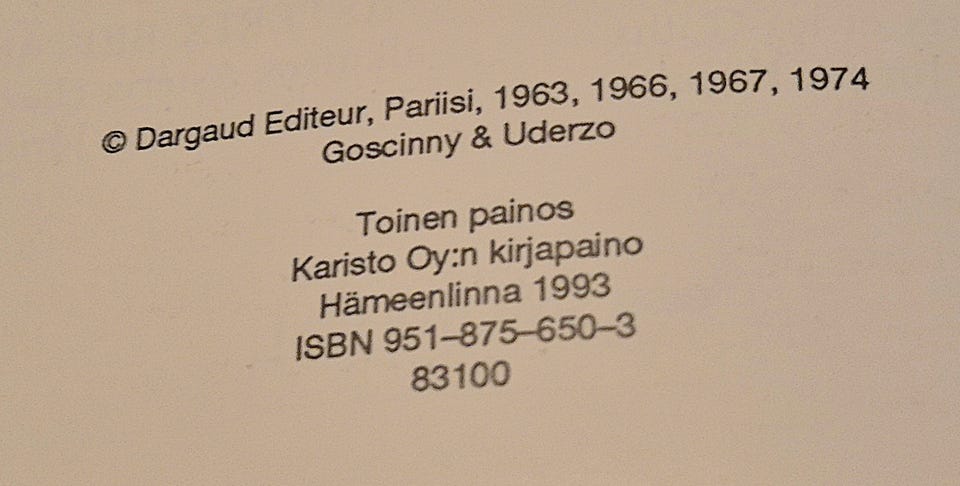 © Dargaud Editeur, Pariisi, 1963, 1966, 1967, 1974
Goscinny & Uderzo
Toinen painos
Karisto Oy:n kirjapaino
Hämeenlinna 1993
ISBN 951–875–650–3
83100